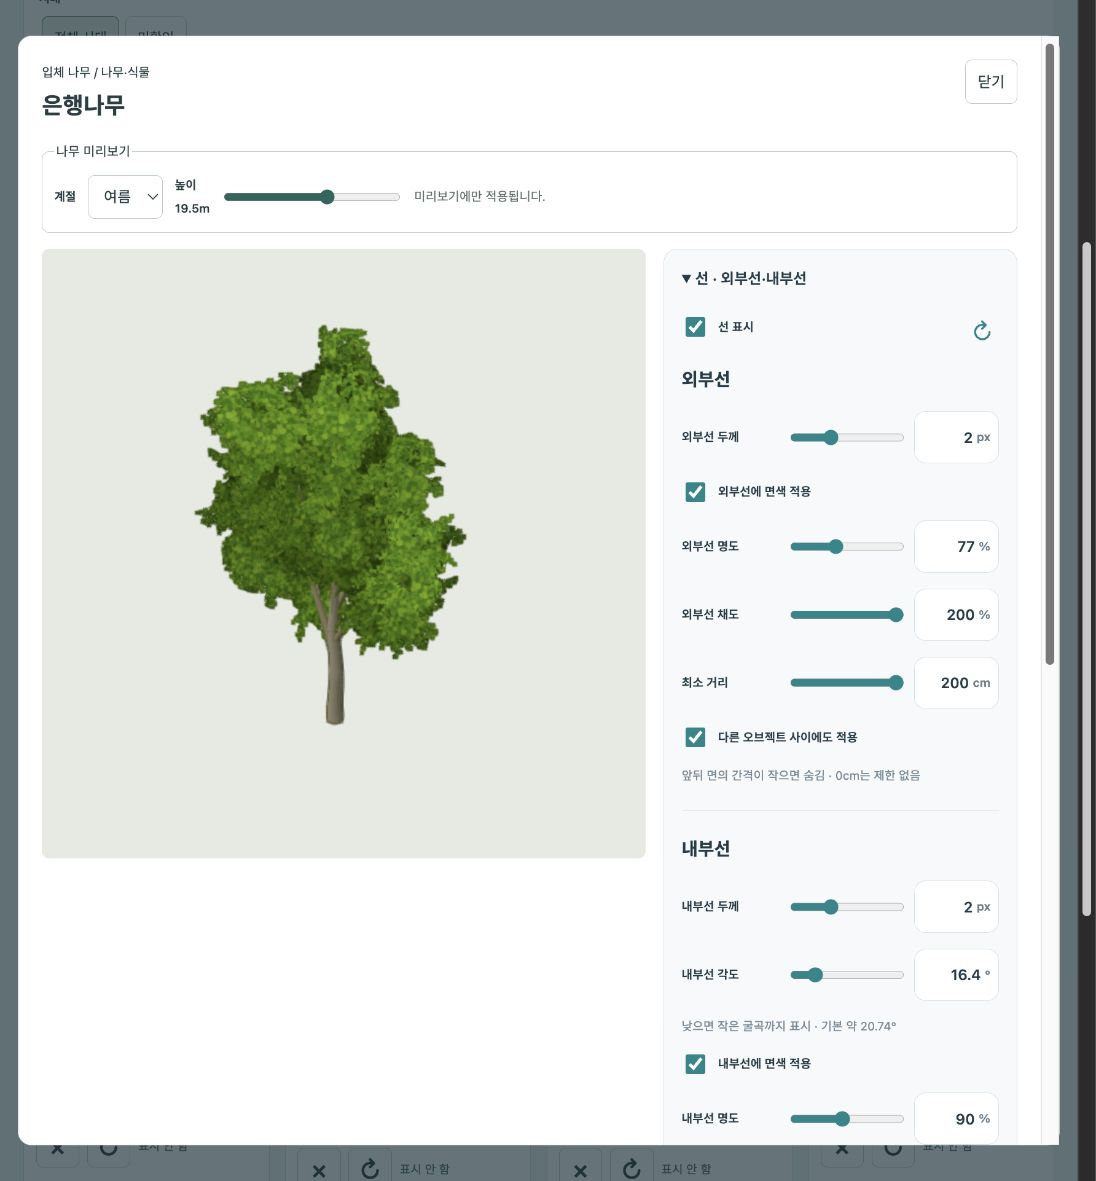 입체 나무 / 나무·식물
닫기
은행나무
나무 미리보기
계절
여름
높이
19.5m
미리보기에만 적용됩니다.
▼ 선 · 외부선·내부선
선 표시
외부선
외부선 두께
2 px
외부선에 면색 적용
외부선 명도
77 %
외부선 채도
200 %
최소 거리
200 cm
다른 오브젝트 사이에도 적용
앞뒤 면의 간격이 작으면 숨김 · 0cm는 제한 없음
내부선
내부선 두께
2 px
내부선 각도
16.4 °
낮으면 작은 굴곡까지 표시 · 기본 약 20.74°
내부선에 면색 적용
내부선 명도
90 %
표시 안 함
표시 안 함
표시 안 함
표시 안 함